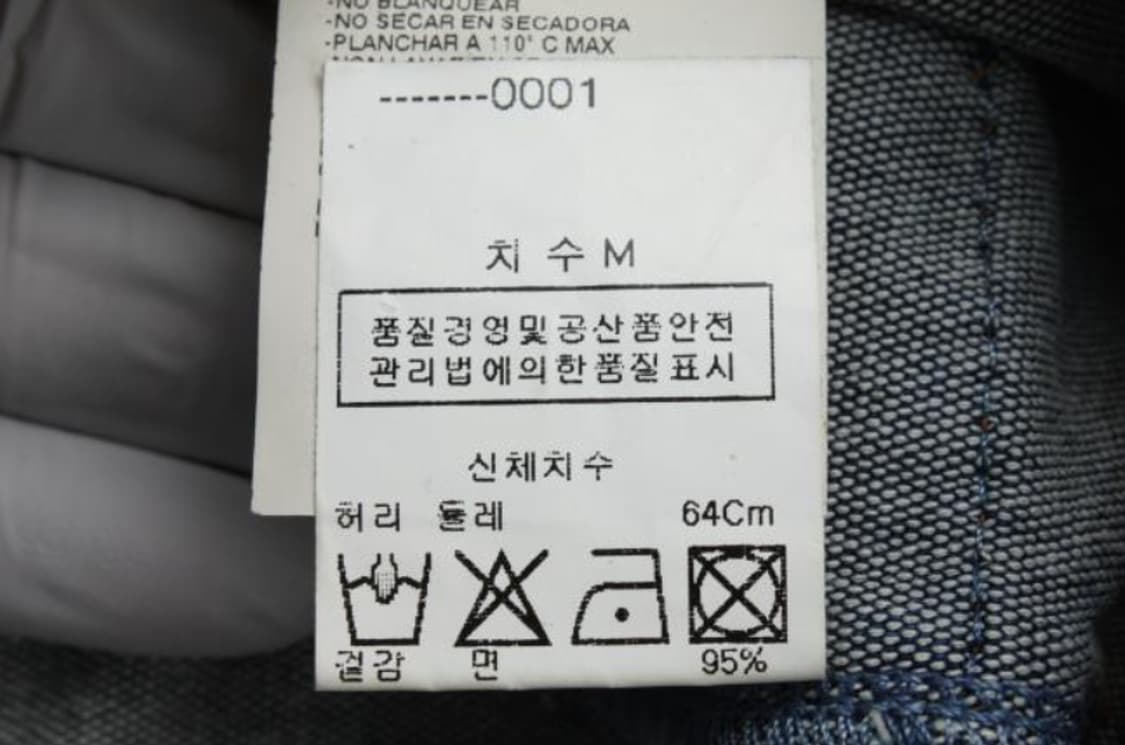 -NO BLANQUEAR
-NO SECAR EN SECADORA
-PLANCHAR A 110° C MAX
-------0001
치 수 M
품질경영및공산품안전
관리법에의한품질표시
신체치수
허리 둘레 64Cm
겉감 면 95%